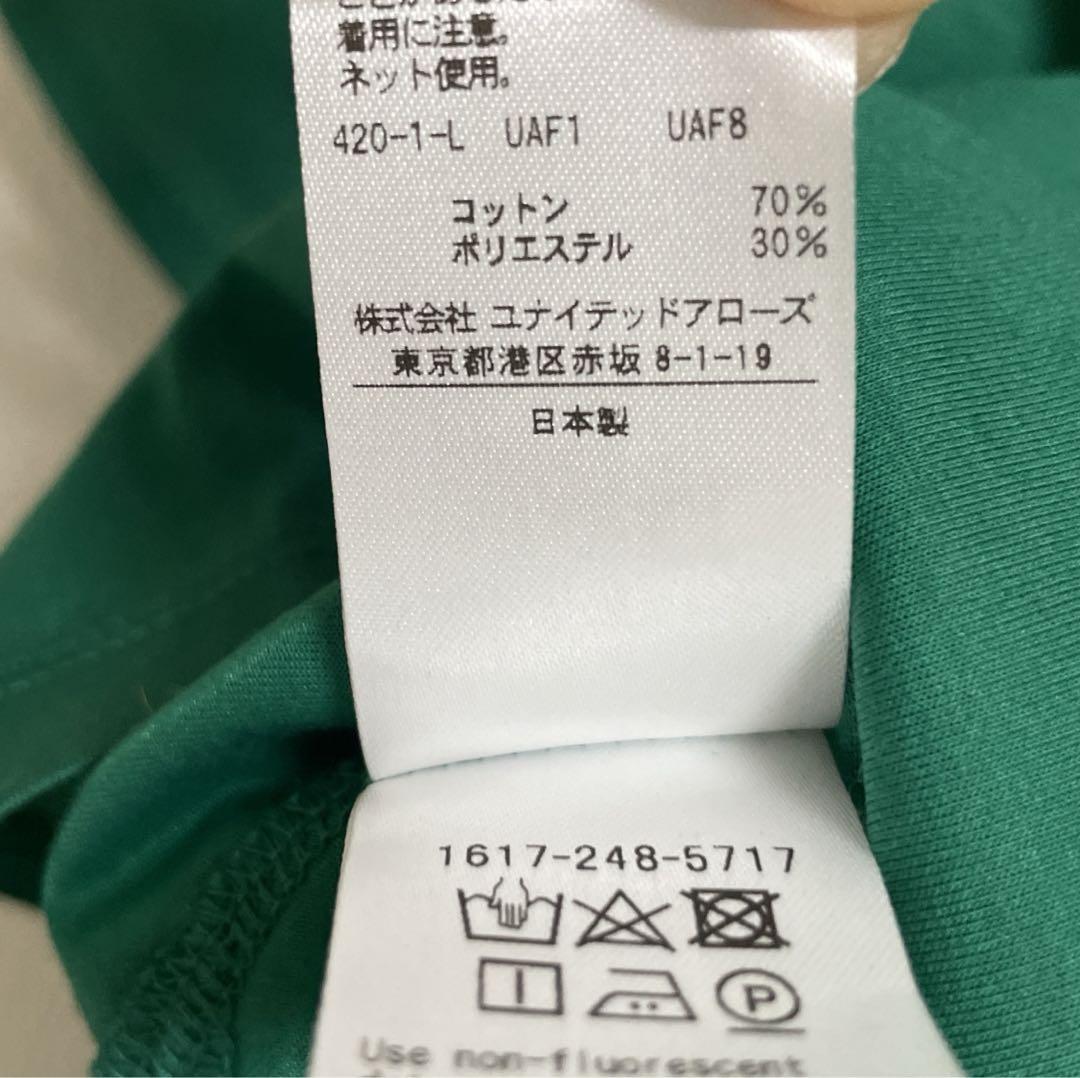 着用に注意。
ネット使用。
420-1-L UAF1 UAF8
コットン 70%
ポリエステル 30%
株式会社 ユナイテッドアローズ
東京都港区赤坂 8-1-19
日本製
1617-248-5717
P
Use non-fluorescent